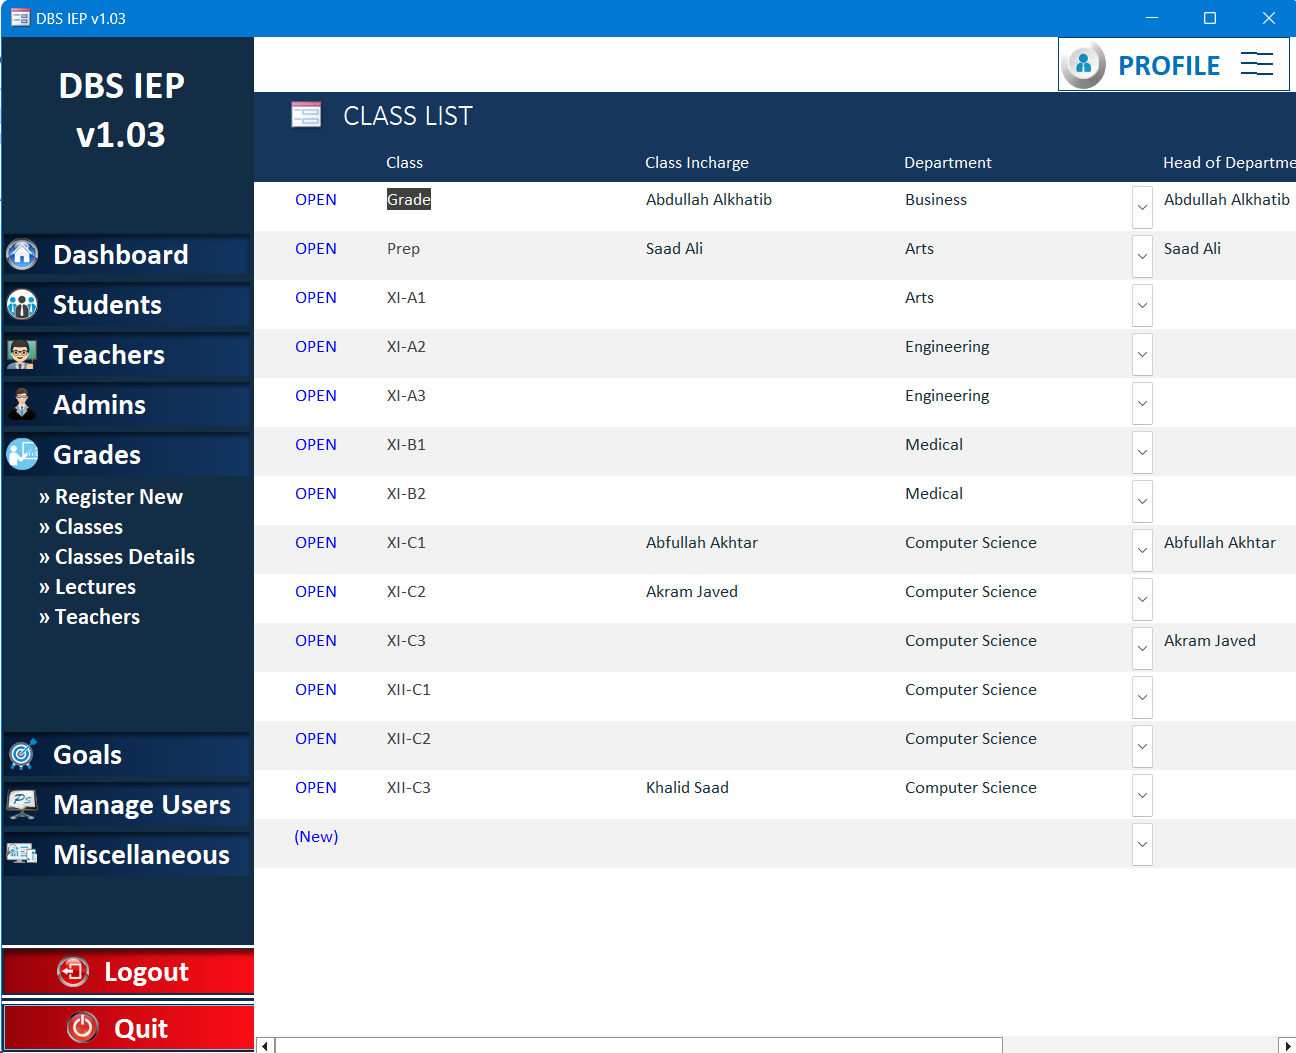 DBS IEP v1.03
DBS IEP
v1.03
PROFILE
CLASS LIST
Class Class Incharge Department Head of Departme
OPEN Grade Abdullah Alkhatib Business Abdullah Alkhatib
OPEN Prep Saad Ali Arts Saad Ali
OPEN XI-A1 Arts
OPEN XI-A2 Engineering
OPEN XI-A3 Engineering
OPEN XI-B1 Medical
OPEN XI-B2 Medical
OPEN XI-C1 Abfullah Akhtar Computer Science Abfullah Akhtar
OPEN XI-C2 Akram Javed Computer Science
OPEN XI-C3 Computer Science Akram Javed
OPEN XII-C1 Computer Science
OPEN XII-C2 Computer Science
OPEN XII-C3 Khalid Saad Computer Science
(New)
Dashboard
Students
Teachers
Admins
Grades
» Register New
» Classes
» Classes Details
» Lectures
» Teachers
Goals
Manage Users
Miscellaneous
Logout
Quit